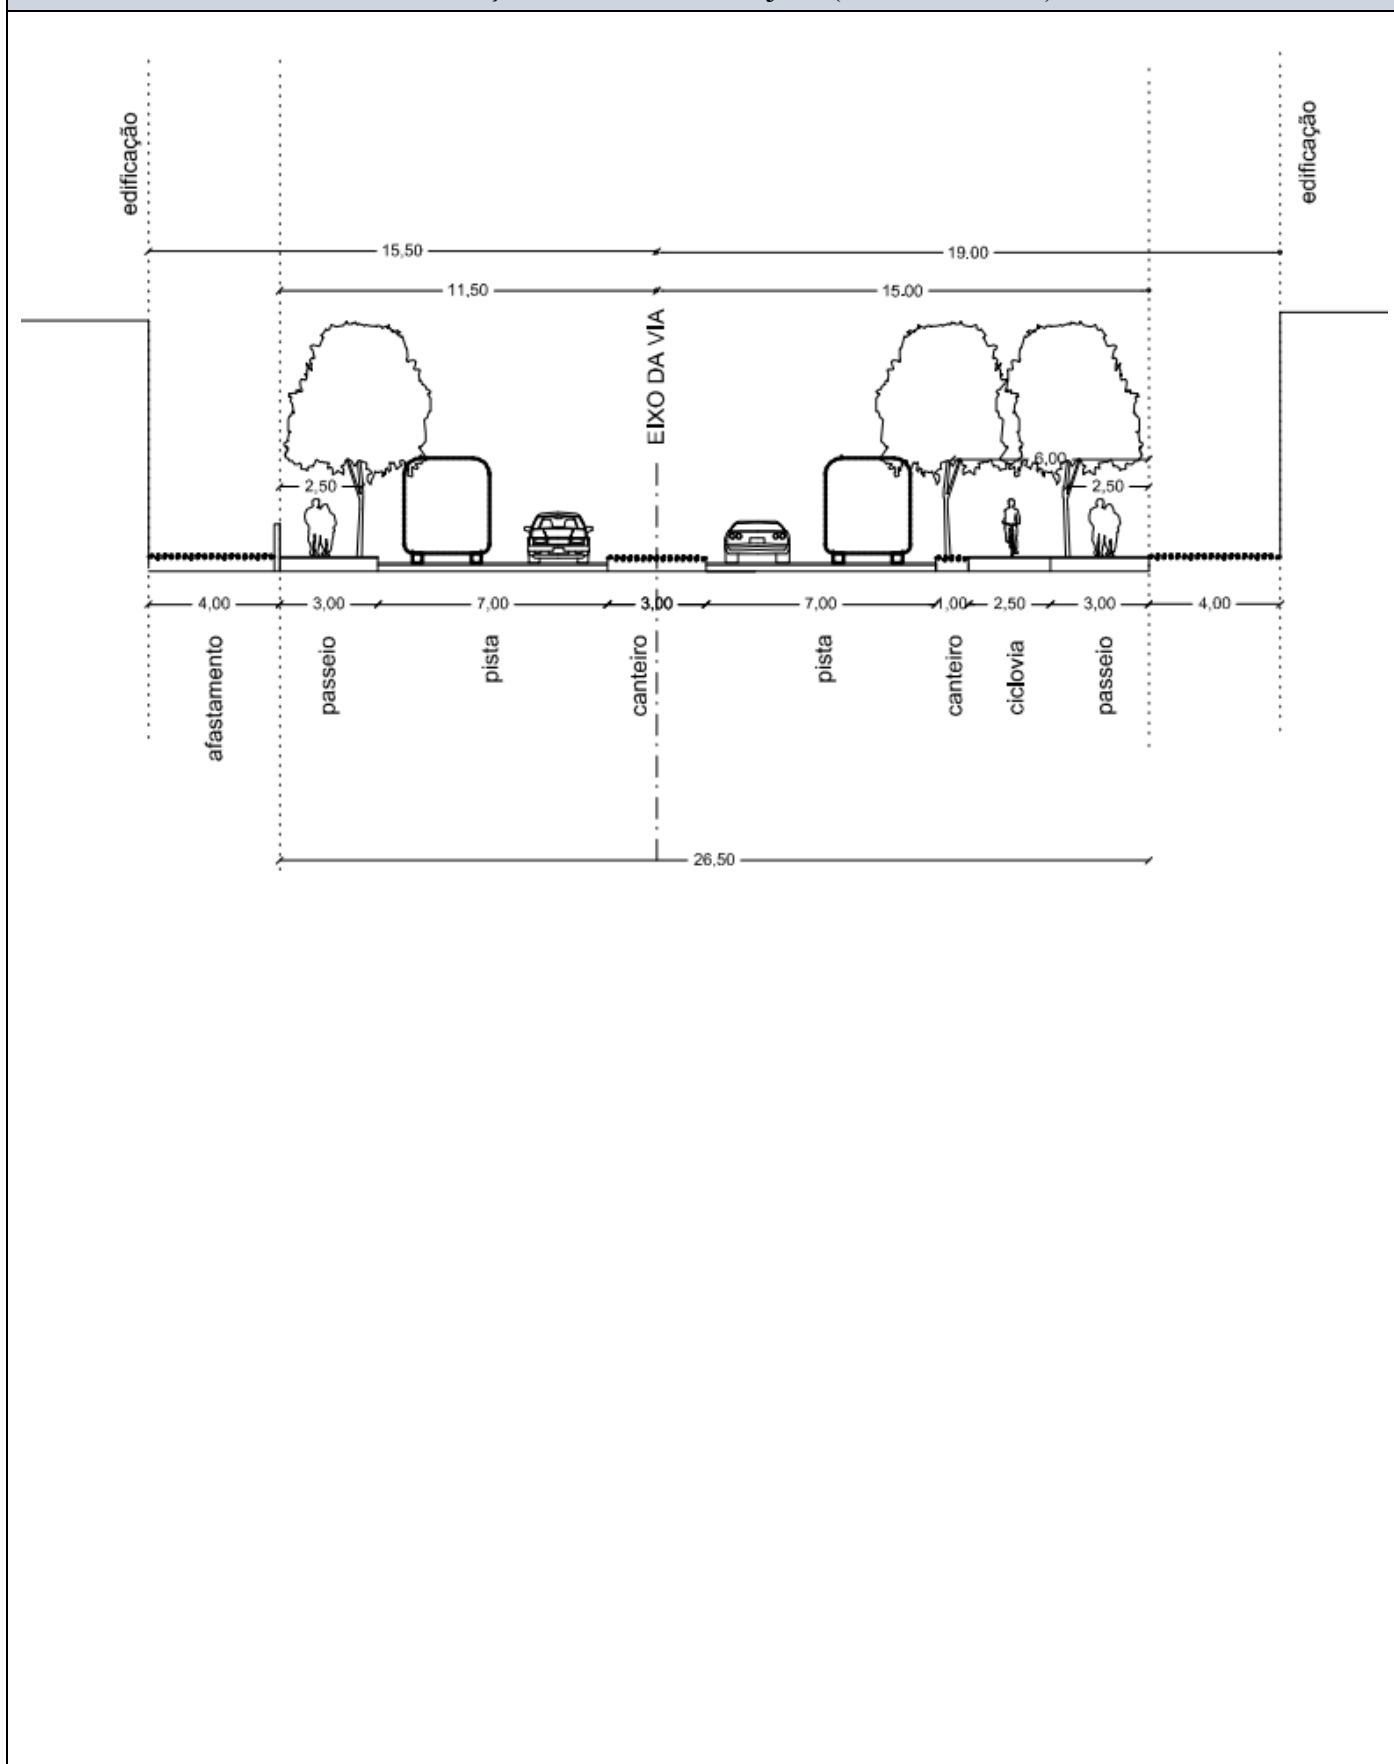 edificação
edificação
15,50
19.00
11,50
15.00
EIXO DA VIA
6,00
2,50
2,50
4,00
3,00
7,00
3,00
7,00
1,00
2,50
3,00
4,00
afastamento
passeio
pista
canteiro
pista
canteiro
ciclovia
passeio
26,50